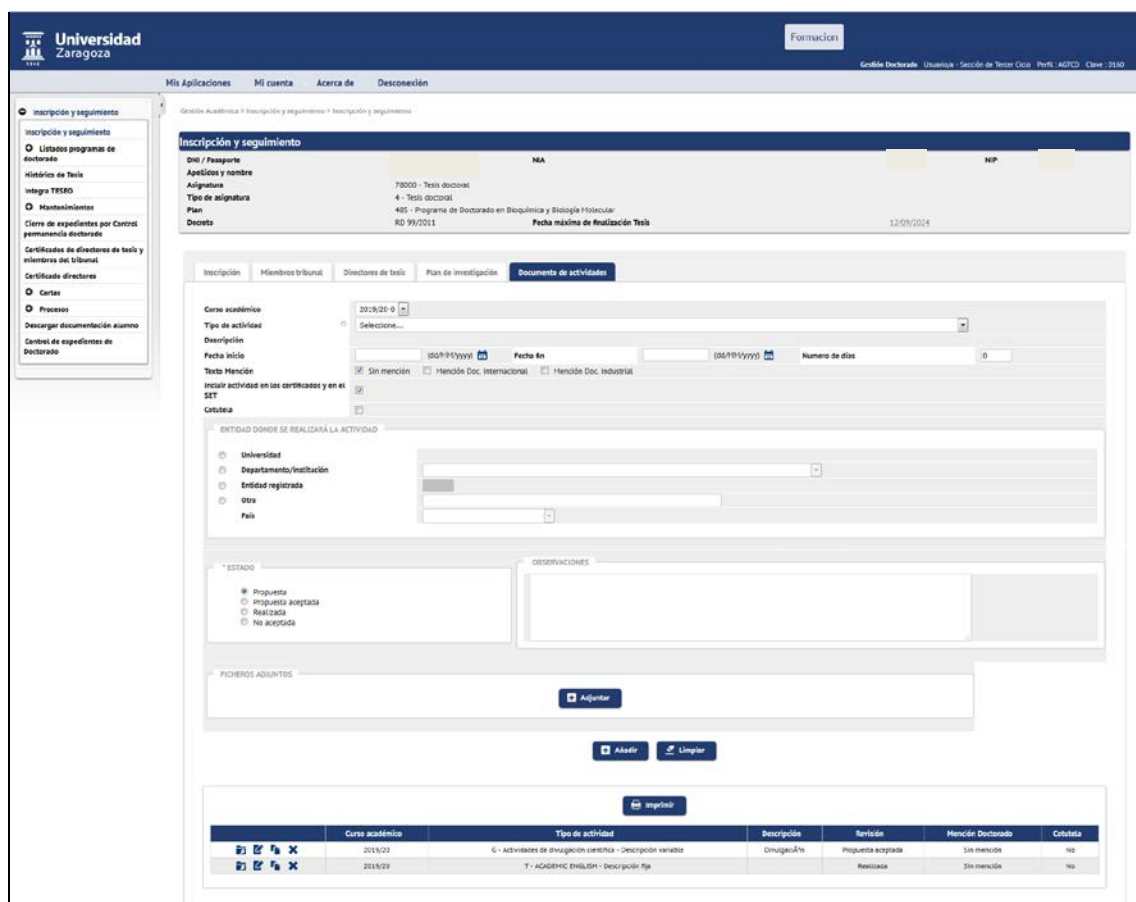 Universidad
Zaragoza
1542
Formacion
Gestión Doctorado Usuario/a - Sección de Tercer Ciclo Perfil : AGTCD Clave : 0160
Mis Aplicaciones Mi cuenta Acerca de Desconexión
Inscripción y seguimiento
Inscripción y seguimiento
Listados programas de
doctorado
Histórico de Tesis
Integra TESEO
Mantenimientos
Cierre de expedientes por Control
permanencia doctorado
Certificados de directores de tesis y
miembros del tribunal
Certificado directores
Cartas
Procesos
Descargar documentación alumno
Control de expedientes de
Doctorado
Gestión Académica > Inscripción y seguimiento > Inscripción y seguimiento
Inscripción y seguimiento
DNI / Pasaporte NIA NIP
Apellidos y nombre
Asignatura 78000 - Tesis doctoral
Tipo de asignatura 4 - Tesis doctoral
Plan 485 - Programa de Doctorado en Bioquímica y Biología Molecular
Decreto RD 99/2011 Fecha máxima de finalización Tesis 12/09/2024
Inscripción Miembros tribunal Directores de tesis Plan de investigación Documento de actividades
Curso académico 2019/20-0
Tipo de actividad Seleccione...
Descripción
Fecha inicio (dd/MM/yyyy) Fecha fin (dd/MM/yyyy) Numero de días 0
Texto Mención Sin mención Mención Doc. Internacional Mención Doc. Industrial
Incluir actividad en los certificados y en el
SET
Cotutela
ENTIDAD DONDE SE REALIZARÁ LA ACTIVIDAD
Universidad
Departamento/Institución
Entidad registrada
Otra
País
* ESTADO
Propuesta
Propuesta aceptada
Realizada
No aceptada
OBSERVACIONES
FICHEROS ADJUNTOS
Adjuntar
Añadir Limpiar
Imprimir
Curso académico Tipo de actividad Descripción Revisión Mención Doctorado Cotutela
2019/20 G - Actividades de divulgación científica - Descripción variable DivulgaciÃ³n Propuesta aceptada Sin mención No
2019/20 T - ACADEMIC ENGLISH - Descripción fija Realizada Sin mención No